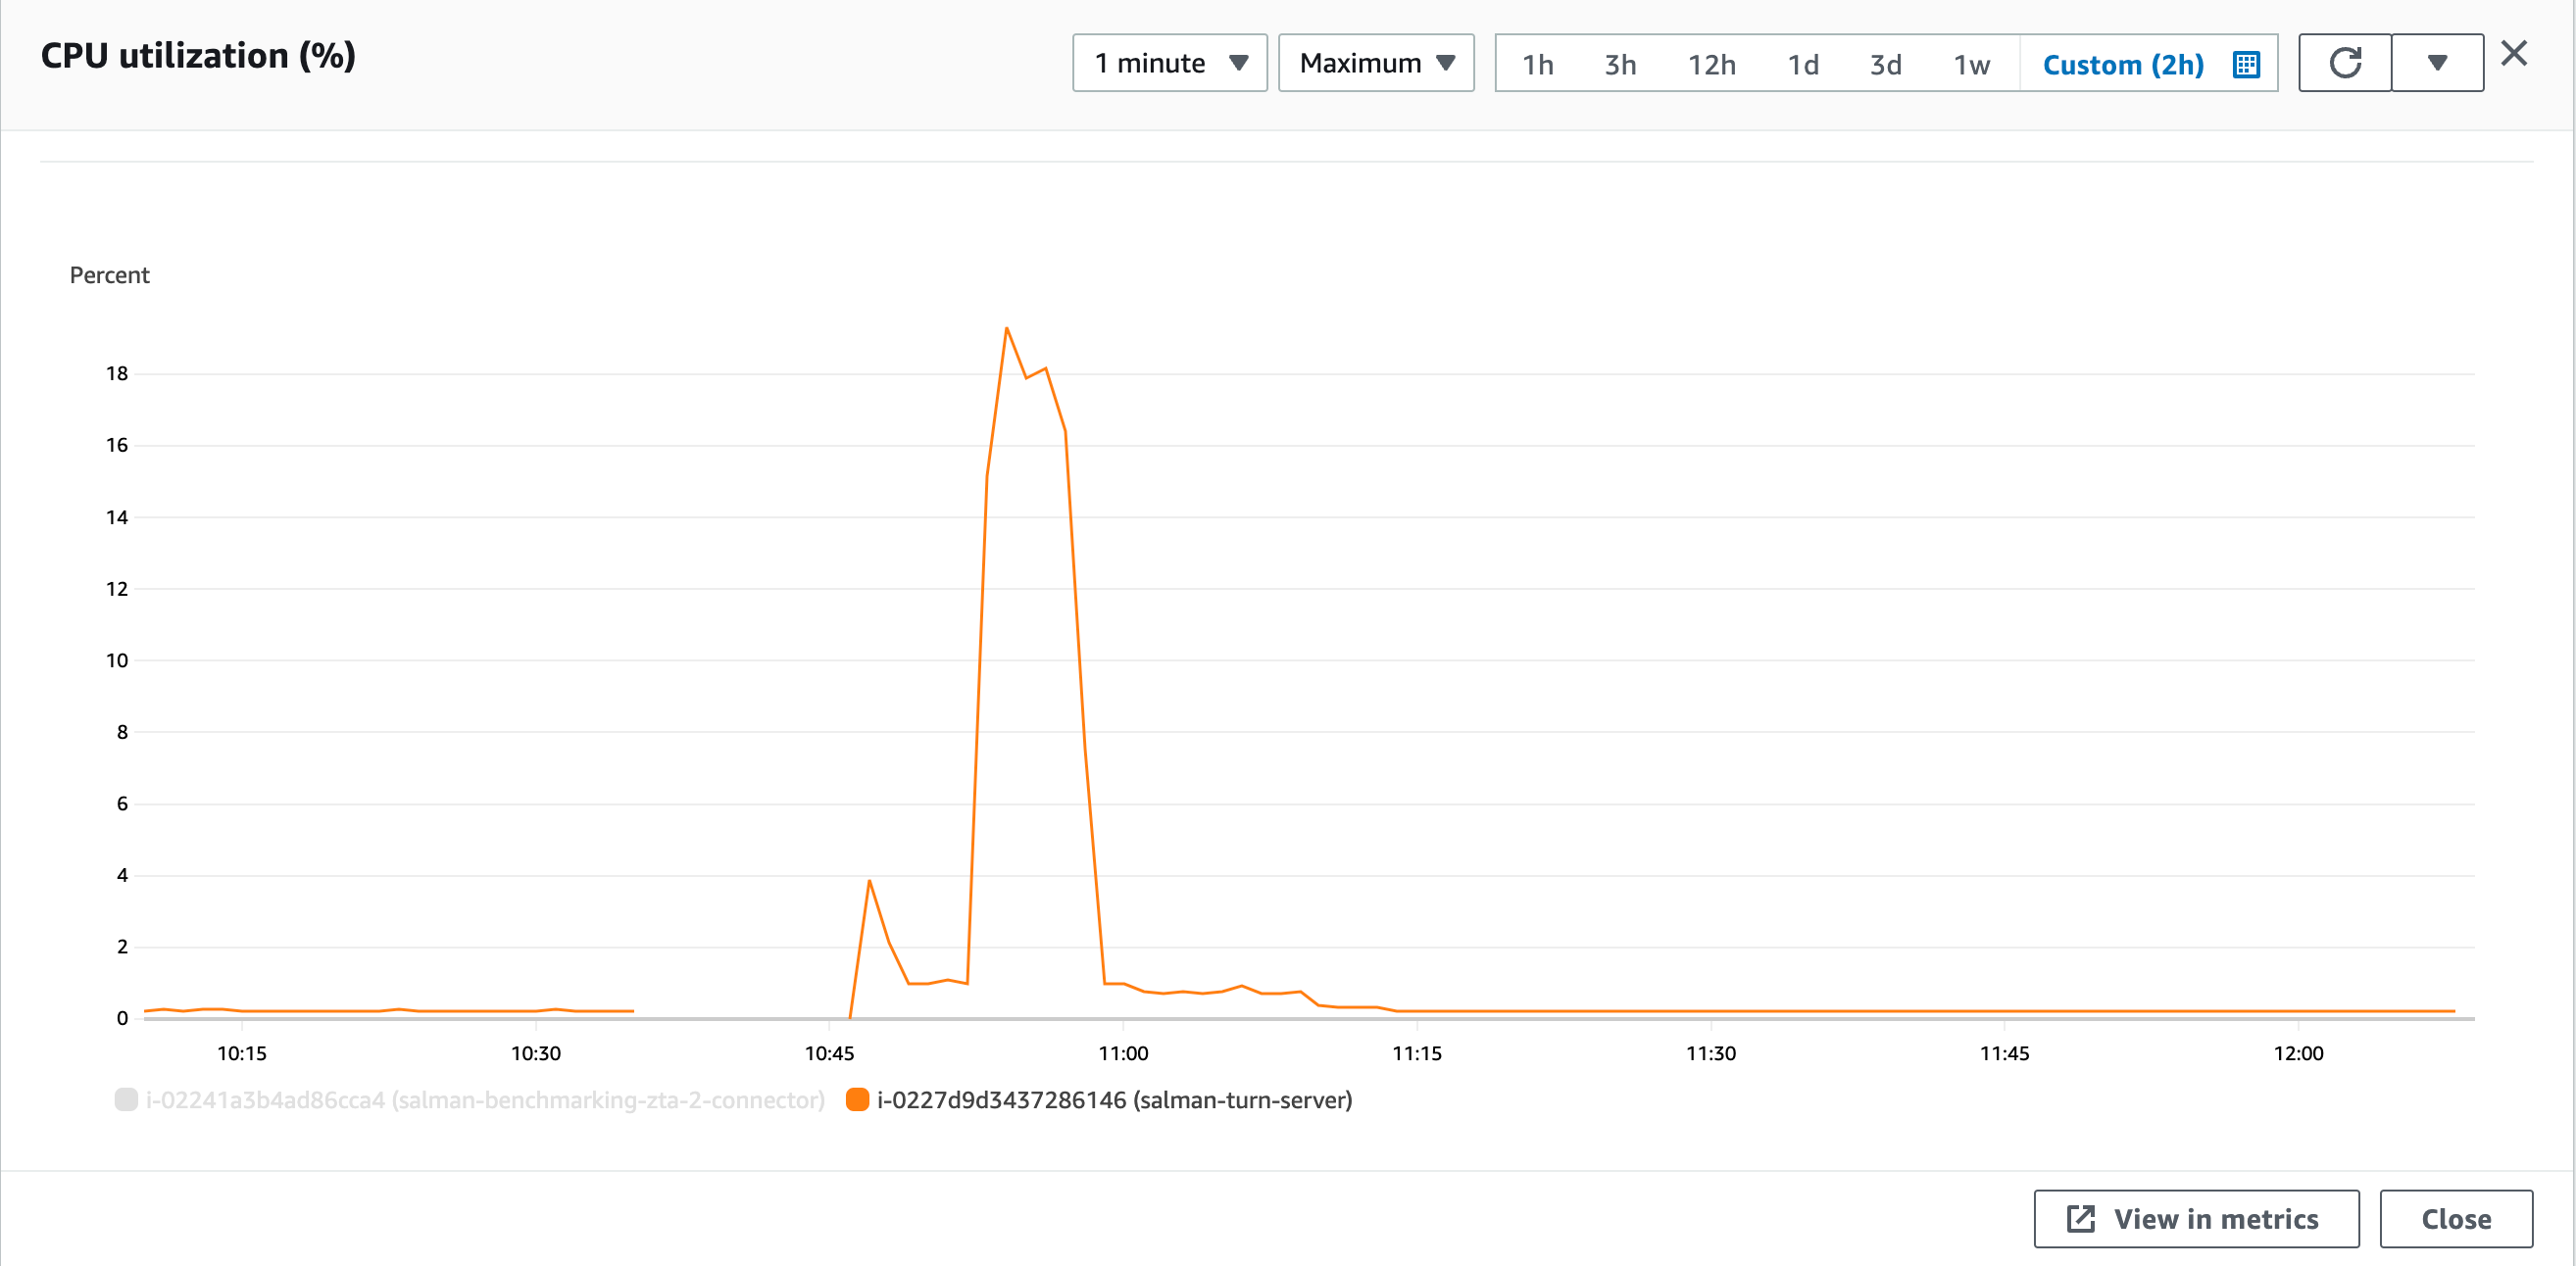 CPU utilization (%)
1 minute
Maximum
1h 3h 12h 1d 3d 1w Custom (2h)
Percent
18
16
14
12
10
8
6
4
2
0
10:15 10:30 10:45 11:00 11:15 11:30 11:45 12:00
i-02241a3b4ad86cca4 (salman-benchmarking-zta-2-connector) i-0227d9d3437286146 (salman-turn-server)
View in metrics
Close